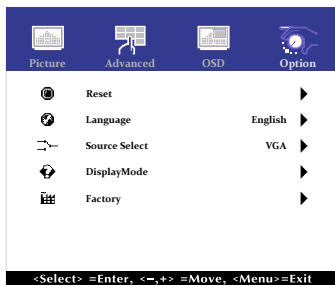 Picture Advanced OSD Option
Reset
Language English
Source Select VGA
DisplayMode
Factory
<Select> =Enter, <–,+> =Move, <Menu>=Exit